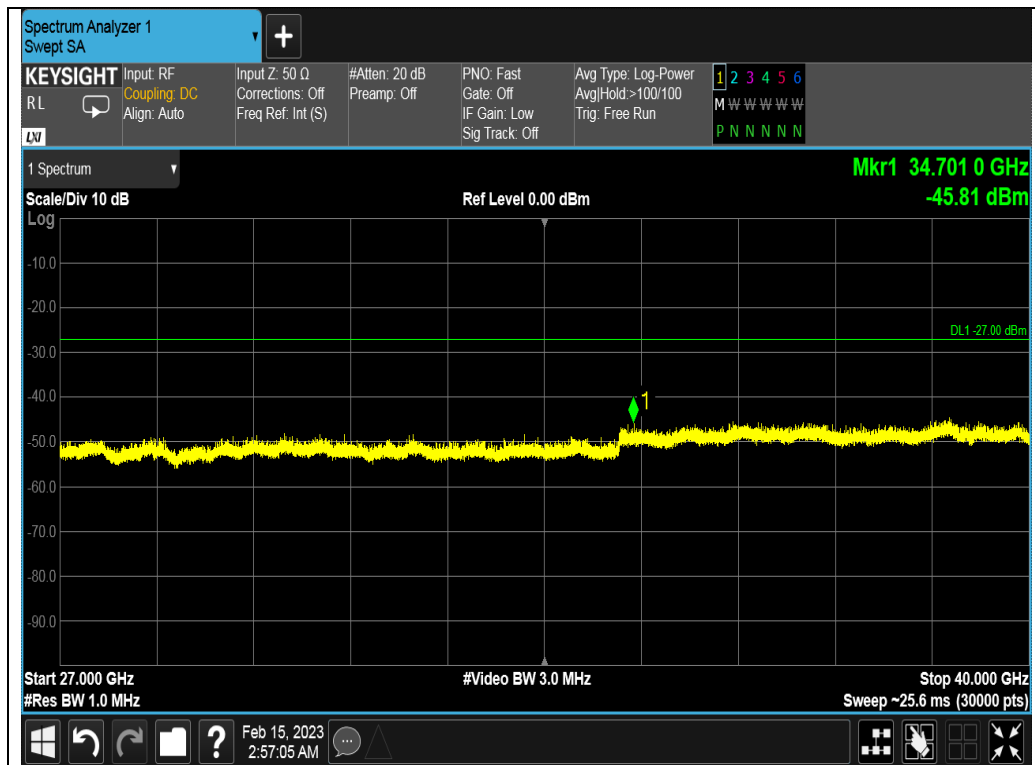 Spectrum Analyzer 1
Swept SA
+
KEYSIGHT
R L
LXI
Input: RF
Coupling: DC
Align: Auto
Input Z: 50 Ω
Corrections: Off
Freq Ref: Int (S)
#Atten: 20 dB
Preamp: Off
PNO: Fast
Gate: Off
IF Gain: Low
Sig Track: Off
Avg Type: Log-Power
Avg|Hold:>100/100
Trig: Free Run
1 2 3 4 5 6
M W W W W W
P N N N N N
1 Spectrum
Mkr1 34.701 0 GHz
-45.81 dBm
Scale/Div 10 dB
Ref Level 0.00 dBm
Log
-10.0
-20.0
DL1 -27.00 dBm
-30.0
-40.0
1
-50.0
-60.0
-70.0
-80.0
-90.0
Start 27.000 GHz
#Video BW 3.0 MHz
Stop 40.000 GHz
#Res BW 1.0 MHz
Sweep ~25.6 ms (30000 pts)
?
Feb 15, 2023
2:57:05 AM